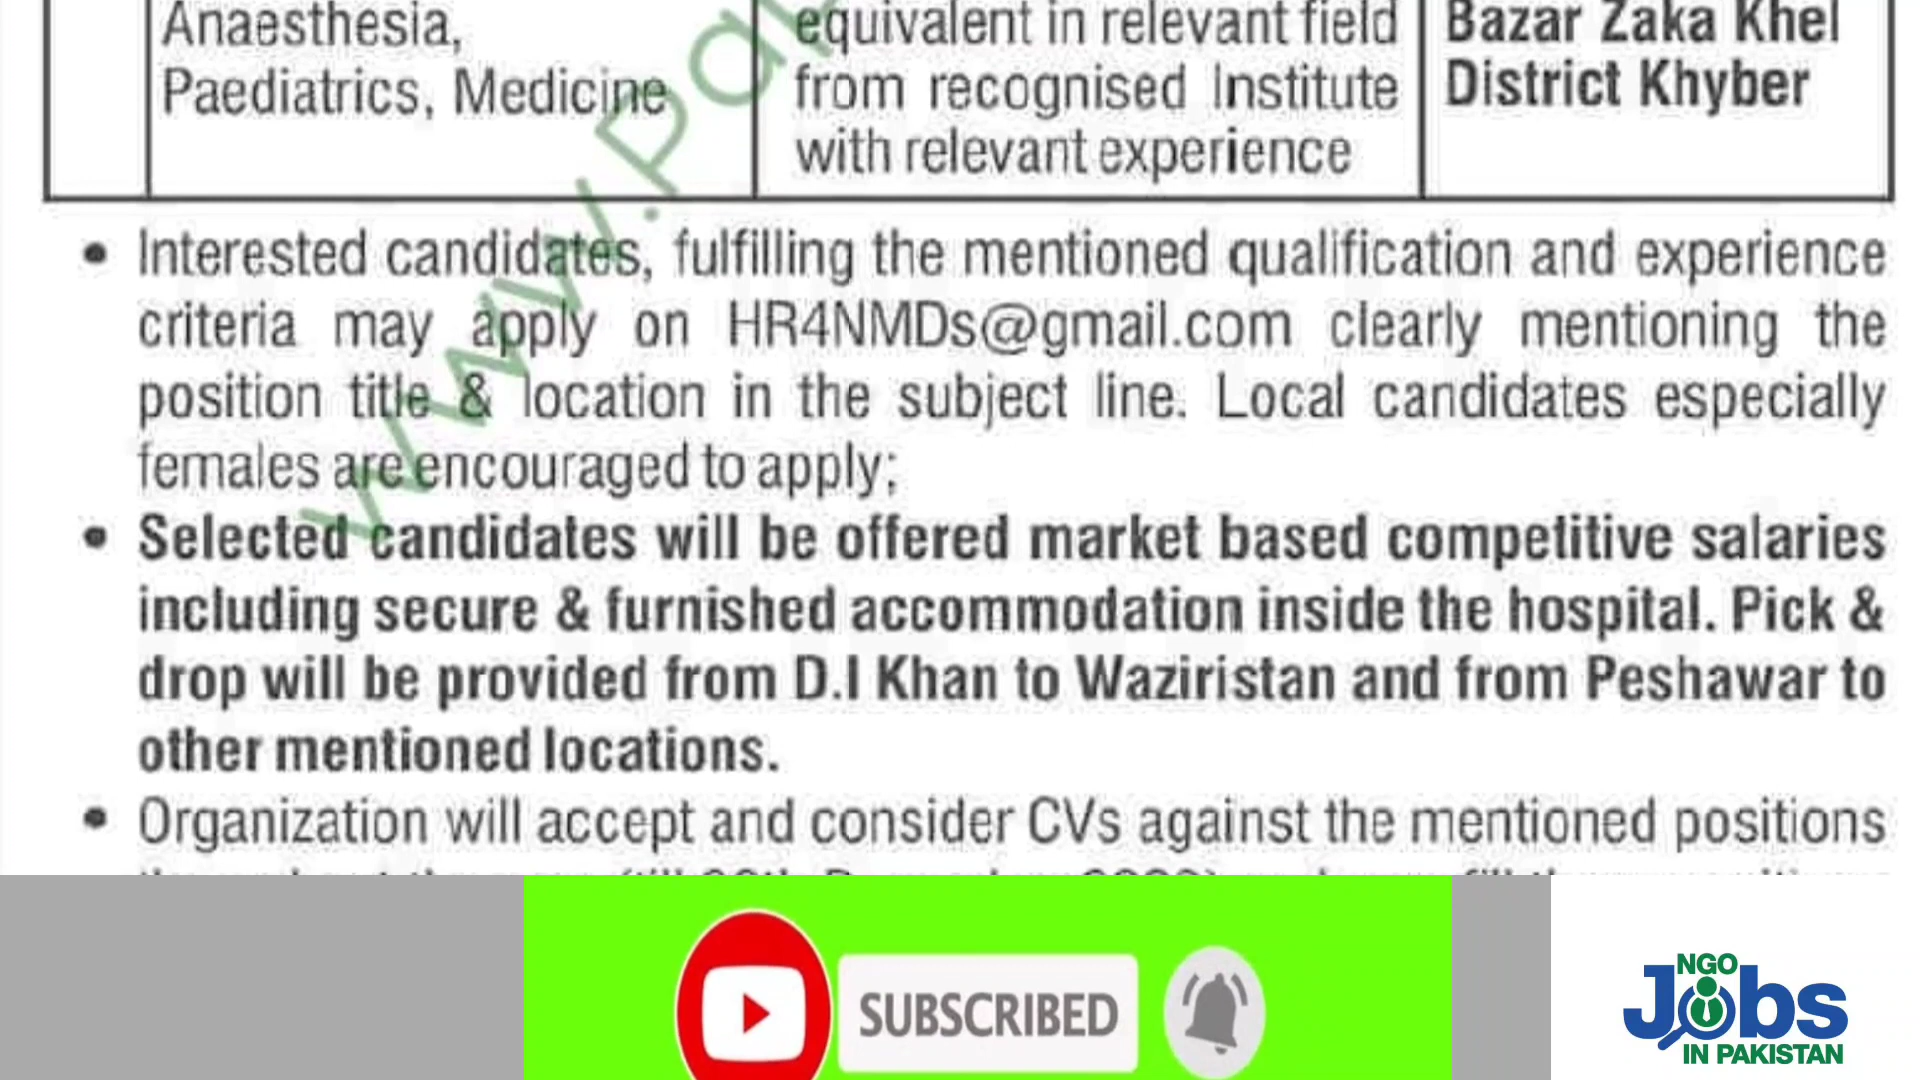 Anaesthesia,
Paediatrics, Medicine
equivalent in relevant field
from recognised Institute
with relevant experience
Bazar Zaka Khel
District Khyber
• Interested candidates, fulfilling the mentioned qualification and experience
criteria may apply on HR4NMDs@gmail.com clearly mentioning the
position title & location in the subject line. Local candidates especially
females are encouraged to apply;
• Selected candidates will be offered market based competitive salaries
including secure & furnished accommodation inside the hospital. Pick &
drop will be provided from D.I Khan to Waziristan and from Peshawar to
other mentioned locations.
• Organization will accept and consider CVs against the mentioned positions
www.Pa
SUBSCRIBED
NGO
Jobs
IN PAKISTAN